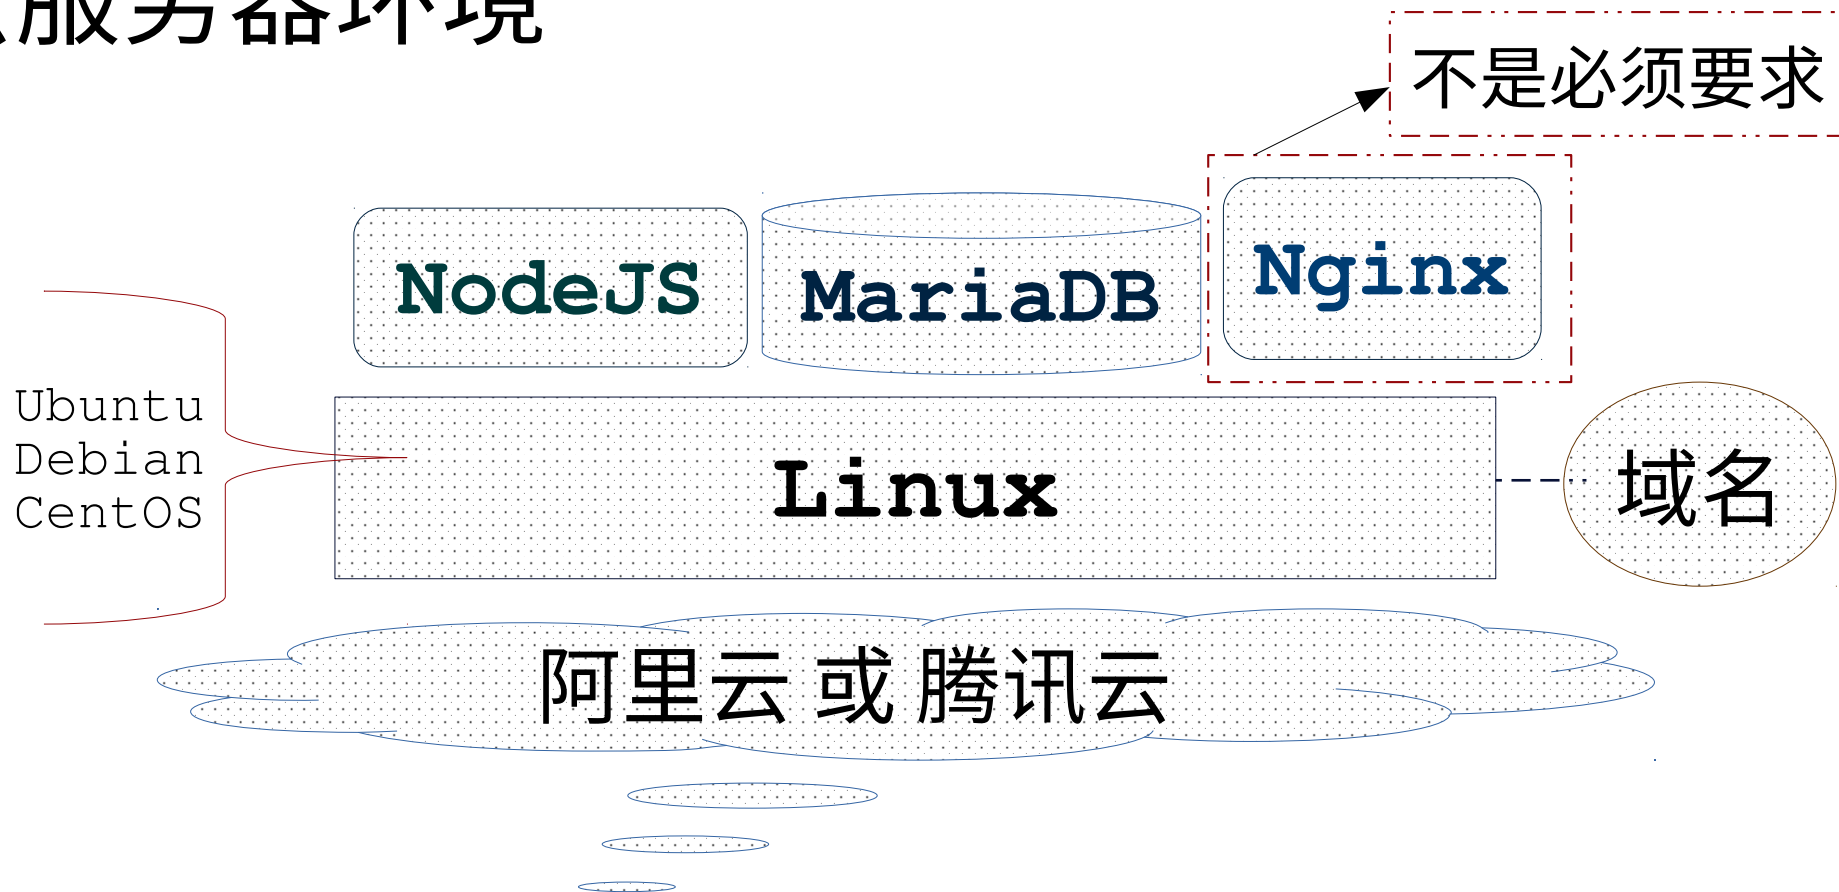 服务器环境
不是必须要求
NodeJS
MariaDB
Nginx
Ubuntu
Debian
CentOS
Linux
域名
阿里云 或 腾讯云